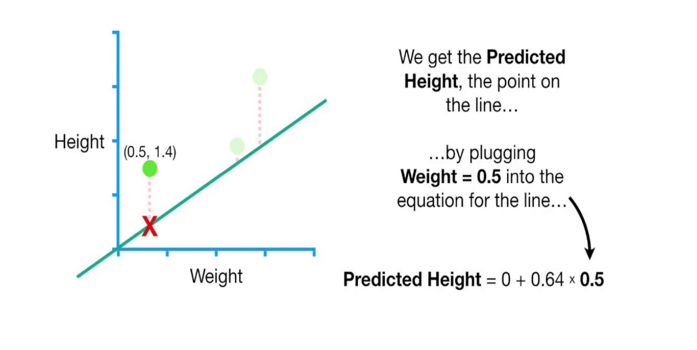 We get the Predicted
Height, the point on
the line...
Height
(0.5, 1.4)
...by plugging
Weight = 0.5 into the
equation for the line...
X
Weight
Predicted Height = 0 + 0.64 × 0.5